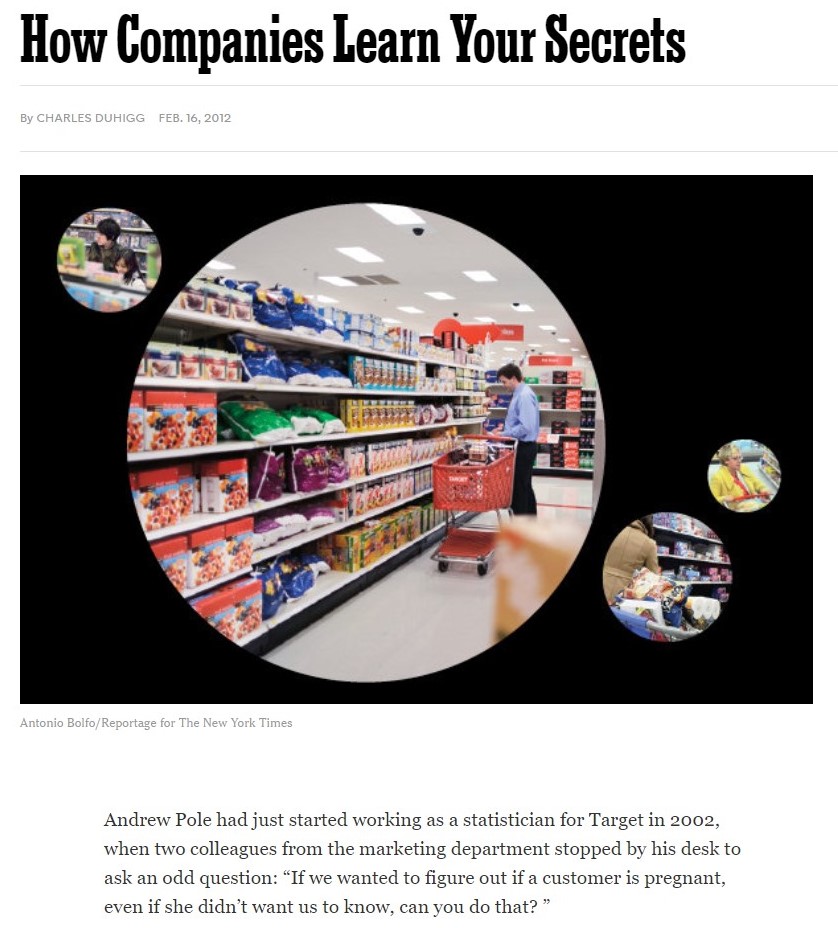 How Companies Learn Your Secrets
By CHARLES DUHIGG FEB. 16, 2012
TARGET
Antonio Bolfo/Reportage for The New York Times
Andrew Pole had just started working as a statistician for Target in 2002,
when two colleagues from the marketing department stopped by his desk to
ask an odd question: “If we wanted to figure out if a customer is pregnant,
even if she didn’t want us to know, can you do that? ”